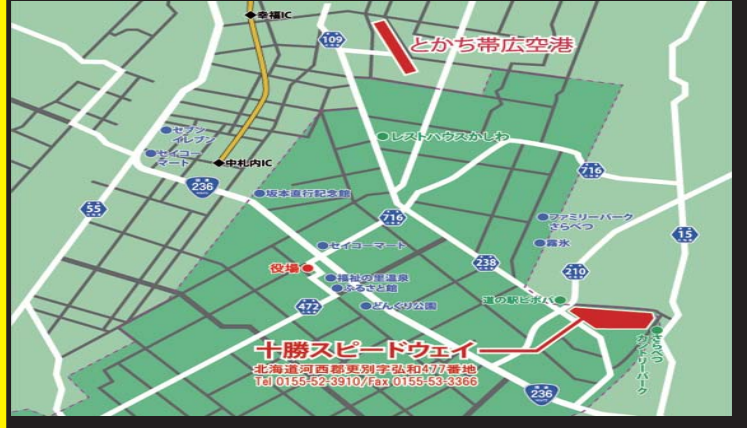 幸福IC
109
とかち帯広空港
セブン
イレブン
レストハウスかしわ
セイコー
マート
中札内IC
716
236
坂本直行記念館
55
716
ファミリーパーク
さらべつ
15
セイコーマート
霧氷
238
役場
210
福祉の里温泉
ふるさと館
道の駅ピポパ
472
どんぐり公園
さらべつ
カントリーパーク
十勝スピードウェイ
北海道河西郡更別字弘和477番地
Tel 0155-52-3910/Fax 0155-53-3366
236